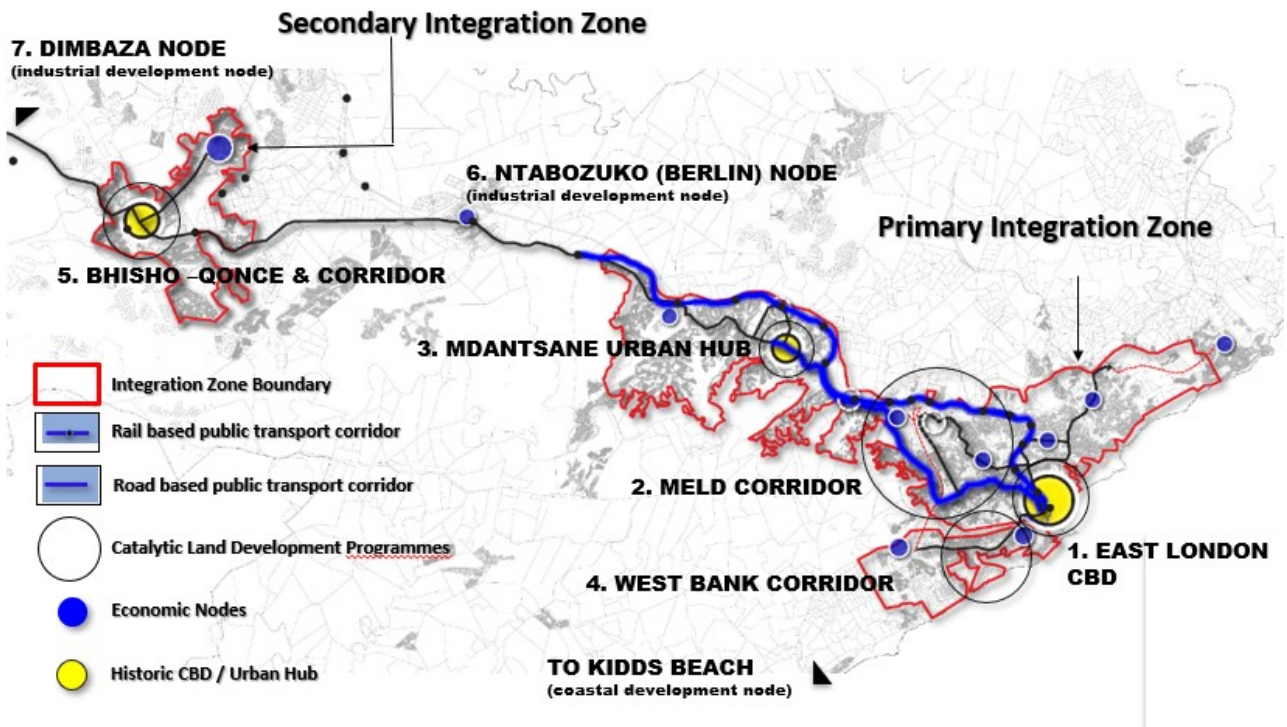 Secondary Integration Zone
7. DIMBAZA NODE
(industrial development node)
6. NTABOZUKO (BERLIN) NODE
(industrial development node)
Primary Integration Zone
5. BHISHO –QONCE & CORRIDOR
3. MDANTSANE URBAN HUB
Integration Zone Boundary
Rail based public transport corridor
Road based public transport corridor
2. MELD CORRIDOR
Catalytic Land Development Programmes
1. EAST LONDON
CBD
4. WEST BANK CORRIDOR
Economic Nodes
Historic CBD / Urban Hub
TO KIDDS BEACH
(coastal development node)